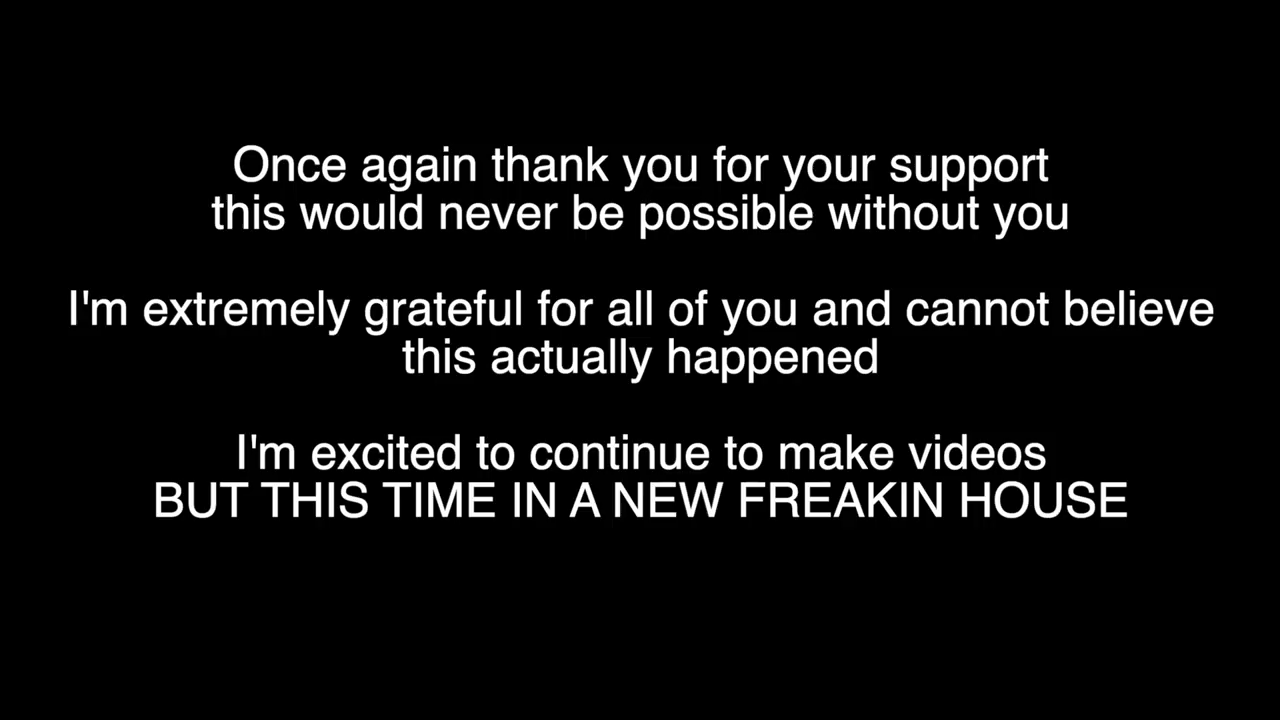 Once again thank you for your support
this would never be possible without you
I'm extremely grateful for all of you and cannot believe
this actually happened
I'm excited to continue to make videos
BUT THIS TIME IN A NEW FREAKIN HOUSE